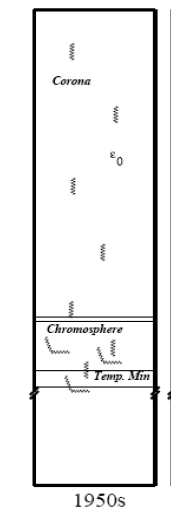 Corona
ε0
Chromosphere
Temp. Min
1950s